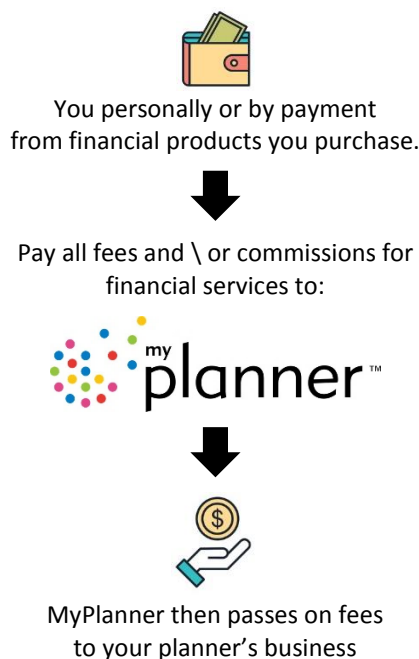 You personally or by payment
from financial products you purchase.
Pay all fees and \ or commissions for
financial services to:
my
planner™
$
MyPlanner then passes on fees
to your planner’s business